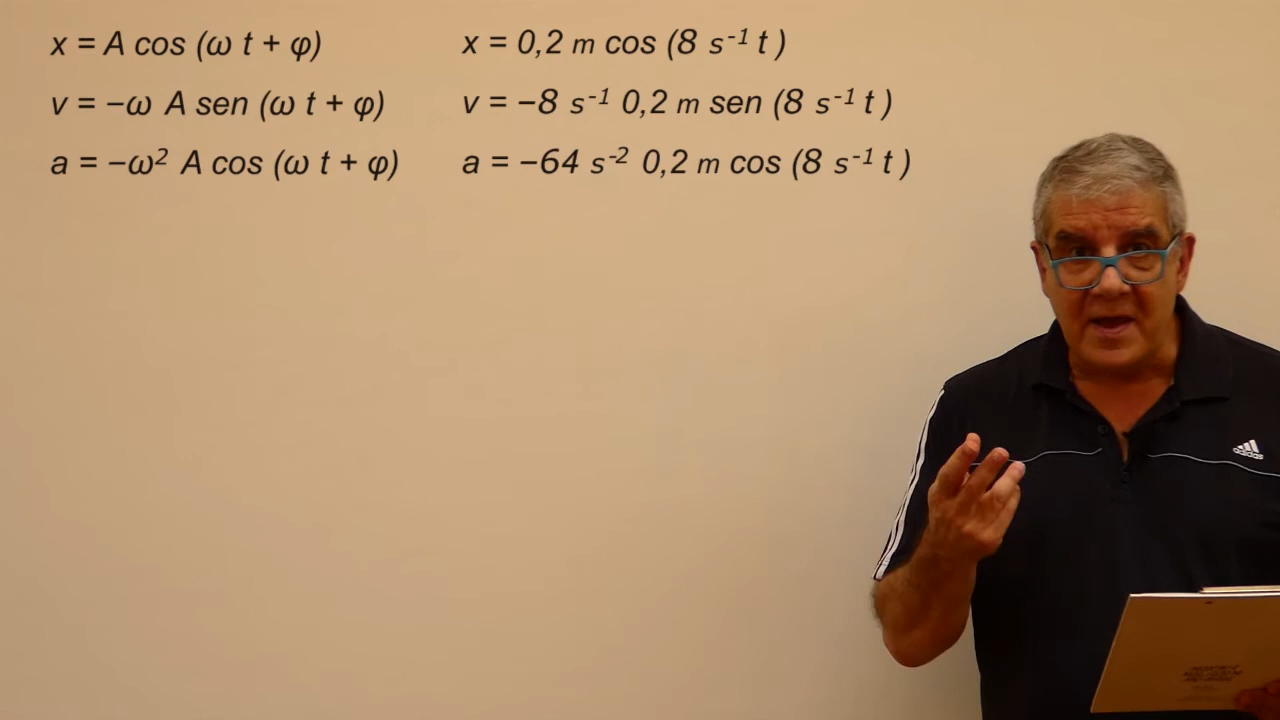 x = A cos (ω t + φ)
v = −ω A sen (ω t + φ)
a = −ω² A cos (ω t + φ)
x = 0,2 m cos (8 s⁻¹ t )
v = −8 s⁻¹ 0,2 m sen (8 s⁻¹ t )
a = −64 s⁻² 0,2 m cos (8 s⁻¹ t )
adidas